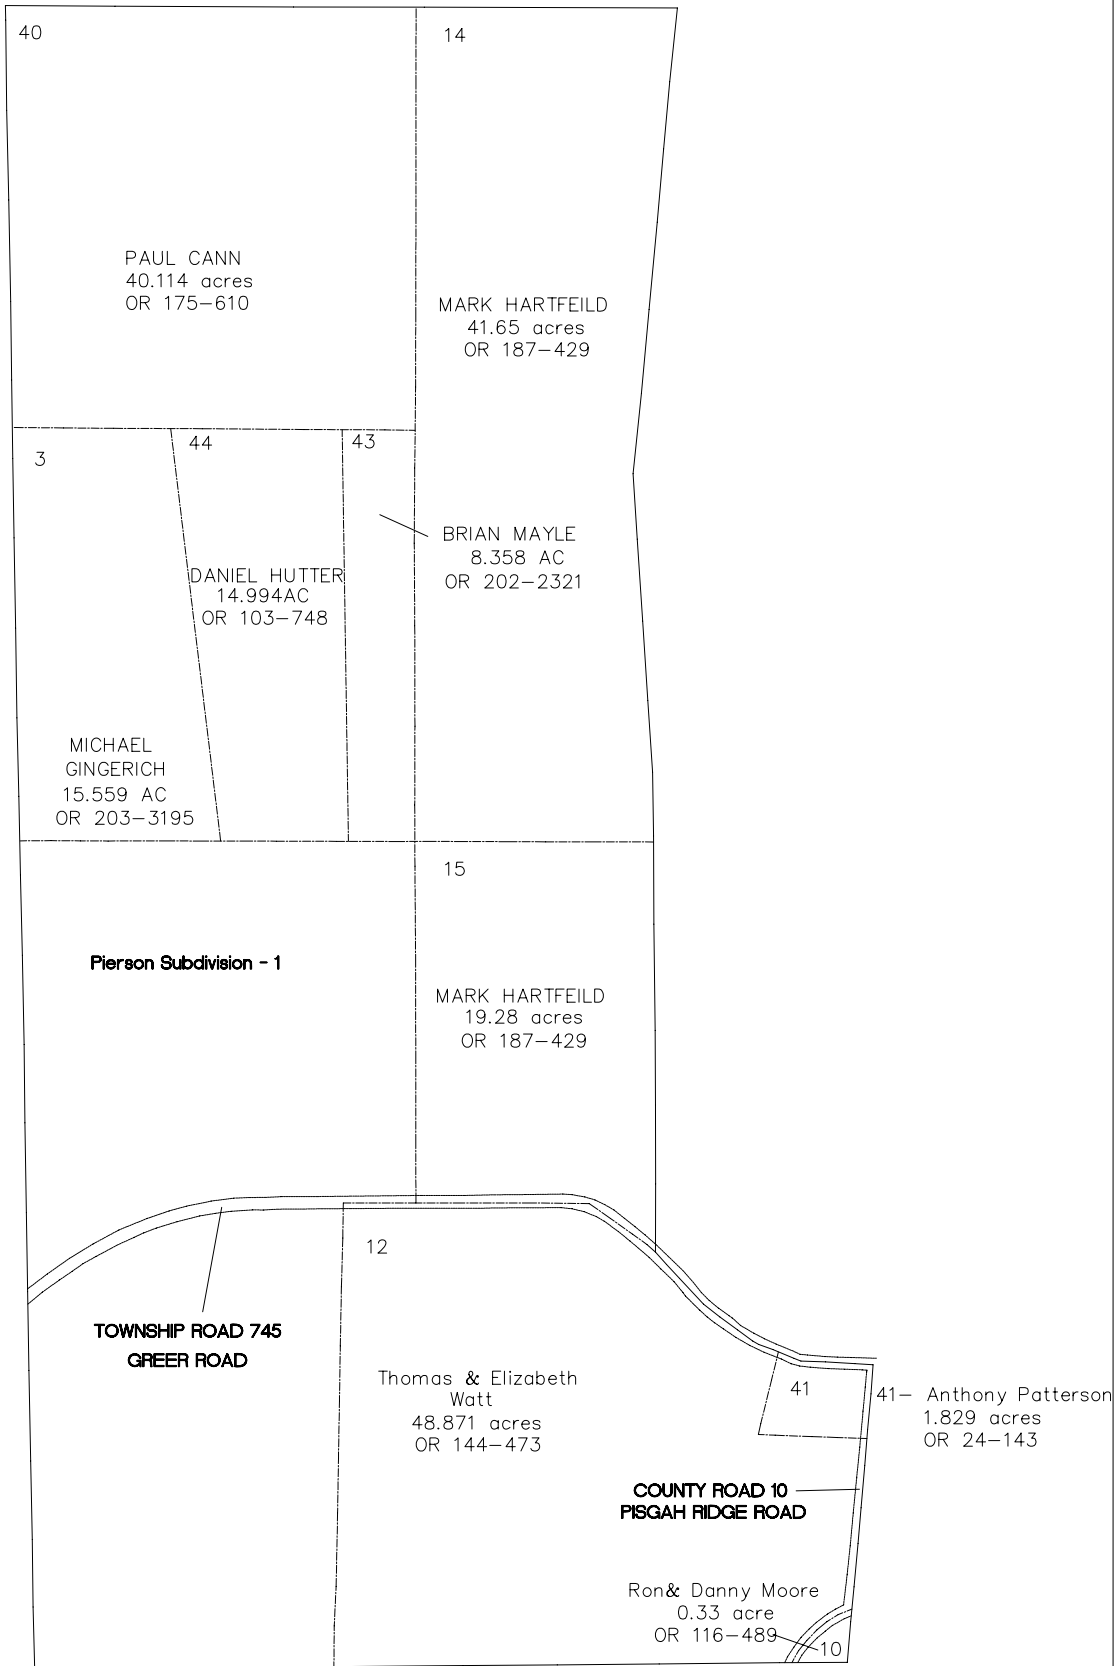 40
14
PAUL CANN
40.114 acres
OR 175-610
MARK HARTFEILD
41.65 acres
OR 187-429
3
44
43
BRIAN MAYLE
8.358 AC
OR 202-2321
DANIEL HUTTER
14.994AC
OR 103-748
MICHAEL
GINGERICH
15.559 AC
OR 203-3195
15
Pierson Subdivision - 1
MARK HARTFEILD
19.28 acres
OR 187-429
12
TOWNSHIP ROAD 745
GREER ROAD
Thomas & Elizabeth
Watt
48.871 acres
OR 144-473
41
41- Anthony Patterson
1.829 acres
OR 24-143
COUNTY ROAD 10
PISGAH RIDGE ROAD
Ron& Danny Moore
0.33 acre
OR 116-489
10